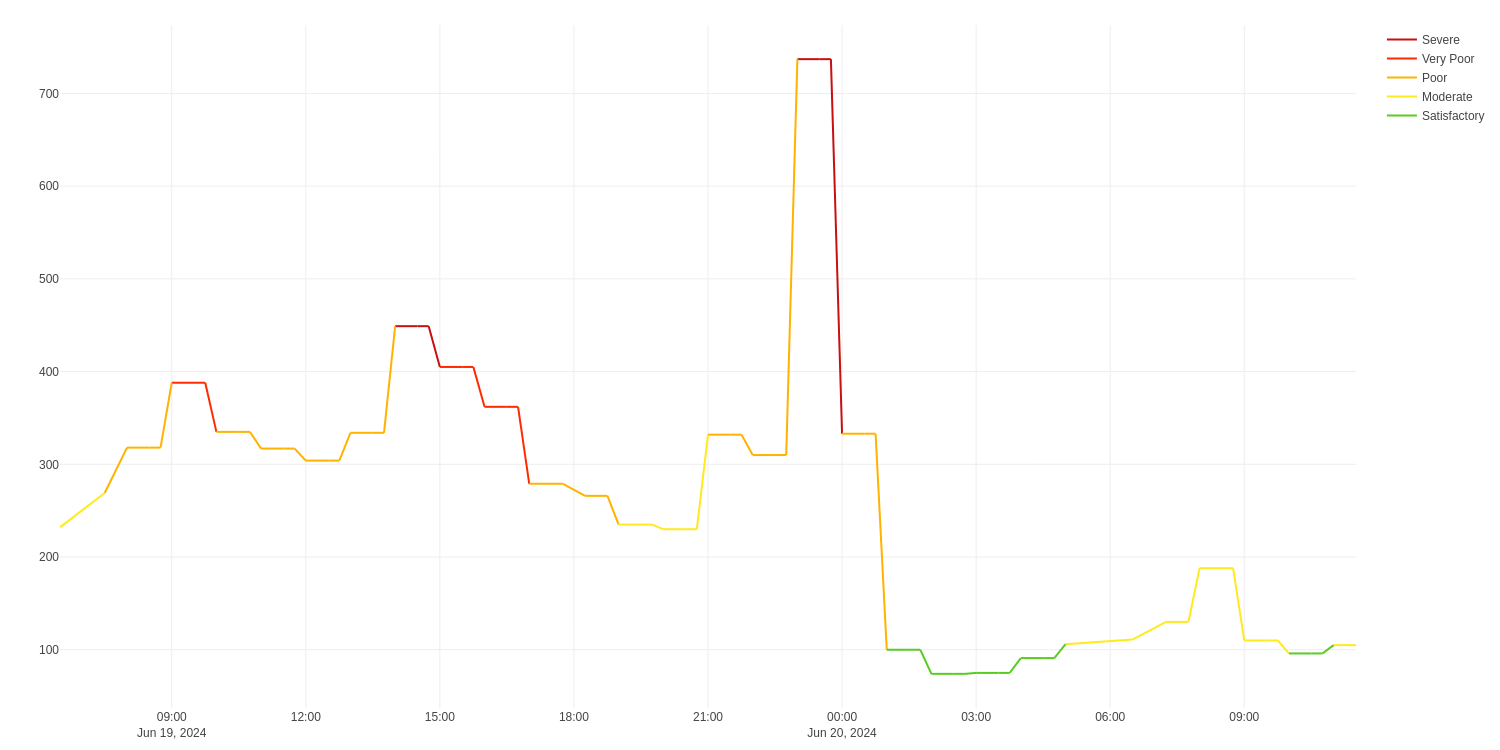 Severe
Very Poor
Poor
Moderate
Satisfactory
700
600
500
400
300
200
100
09:00
12:00
15:00
18:00
21:00
00:00
03:00
06:00
09:00
Jun 19, 2024
Jun 20, 2024